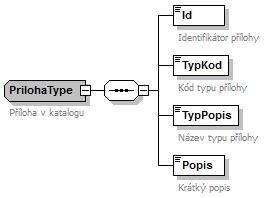 Id
Identifikátor přílohy
TypKod
Kód typu přílohy
PrilohaType
Příloha v katalogu
TypPopis
Název typu přílohy
Popis
Krátký popis